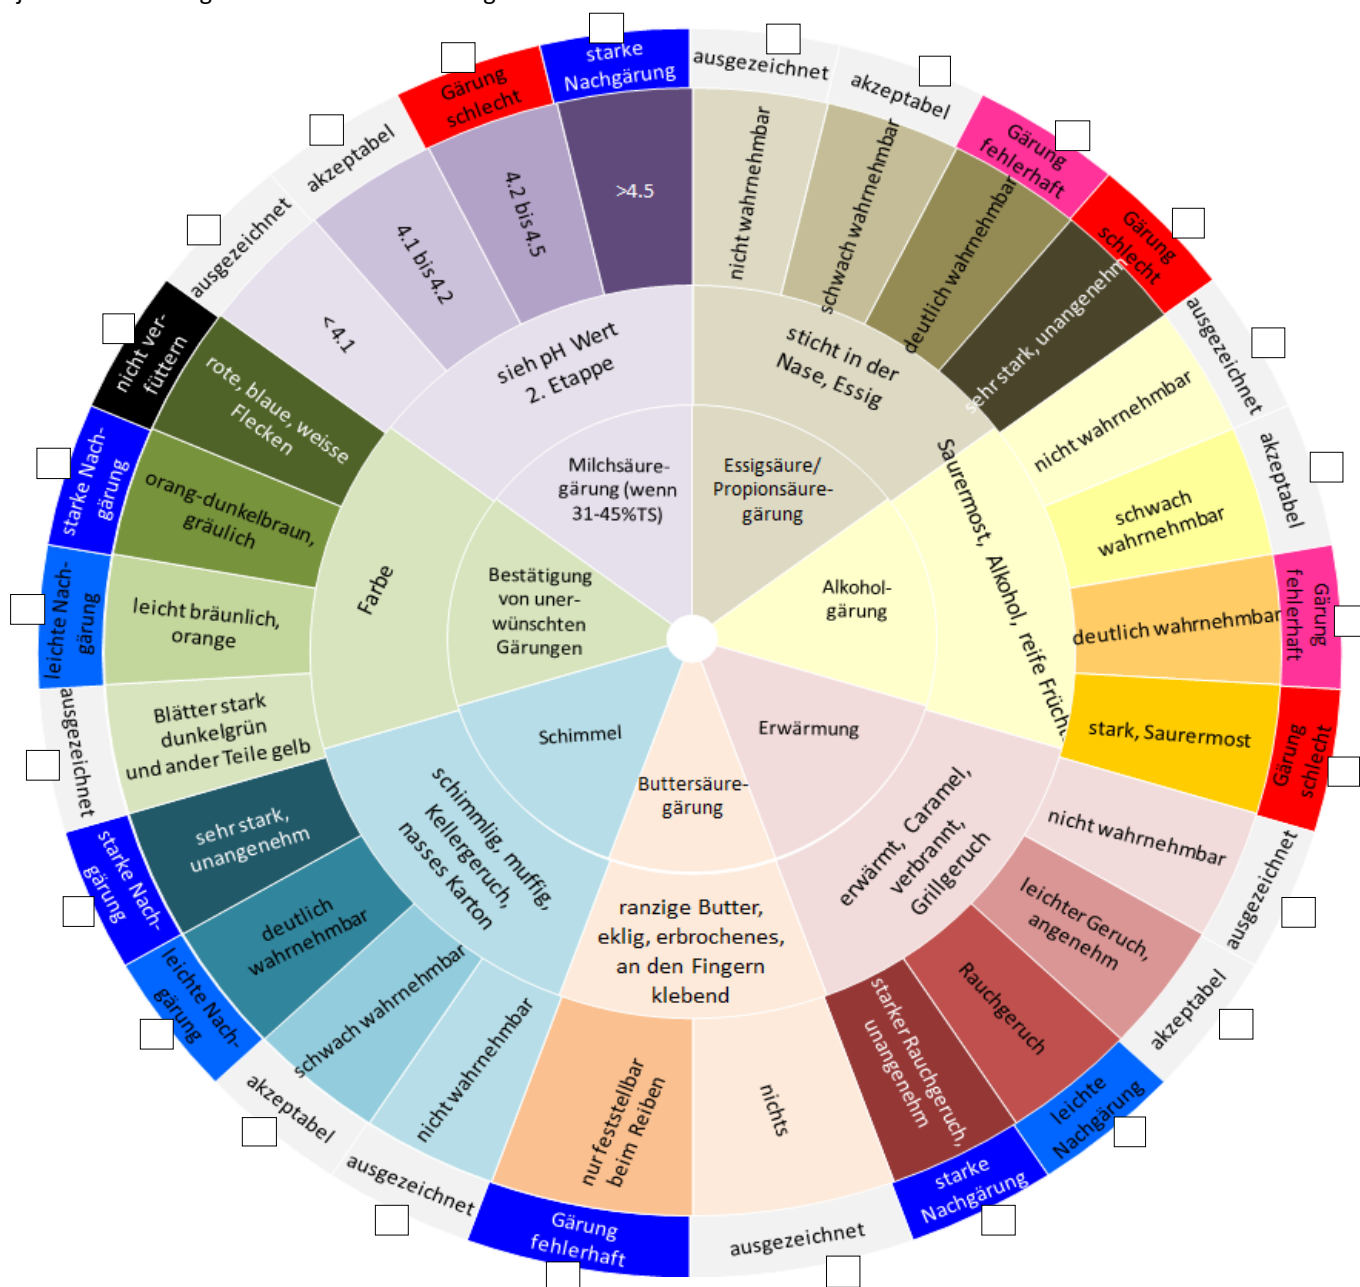 starke
Nachgärung
ausgezeichnet
akzeptabel
Gärung
fehlerhaft
Gärung
schlecht
ausgezeichnet
akzeptabel
Gärung
fehlerhaft
Gärung
schlecht
ausgezeichnet
akzeptabel
leichte
Nachgärung
starke
Nachgärung
ausgezeichnet
Gärung
fehlerhaft
ausgezeichnet
akzeptabel
leichte Nach-
gärung
starke Nach-
gärung
ausgezeichnet
leichte Nach-
gärung
starke Nach-
gärung
nicht ver-
füttern
ausgezeichnet
akzeptabel
Gärung
schlecht
>4.5
nicht wahrnehmbar
schwach wahrnehmbar
deutlich wahrnehmbar
sehr stark, unangenehm
nicht wahrnehmbar
schwach
wahrnehmbar
deutlich wahrnehmbar
stark, Saurermost
nicht wahrnehmbar
leichter Geruch,
angenehm
Rauchgeruch
starker Rauchgeruch,
unangenehm
nichts
nur feststellbar
beim Reiben
nicht wahrnehmbar
schwach wahrnehmbar
deutlich
wahrnehmbar
sehr stark,
unangenehm
Blätter stark
dunkelgrün
und ander Teile gelb
leicht bräunlich,
orange
orang-dunkelbraun,
gräulich
rote, blaue, weisse
Flecken
< 4.1
4.1 bis 4.2
4.2 bis 4.5
sieh pH Wert
2. Etappe
sticht in der
Nase, Essig
Saurermost, Alkohol, reife Frücht
erwärmt, Caramel,
verbrannt,
Grillgeruch
ranzige Butter,
eklig, erbrochenes,
an den Fingern
klebend
schimmlig, muffig,
Kellergeruch,
nasses Karton
Farbe
Milchsäure-
gärung (wenn
31-45%TS)
Essigsäure/
Propionsäure-
gärung
Alkohol-
gärung
Erwärmung
Buttersäure-
gärung
Schimmel
Bestätigung
von uner-
wünschten
Gärungen